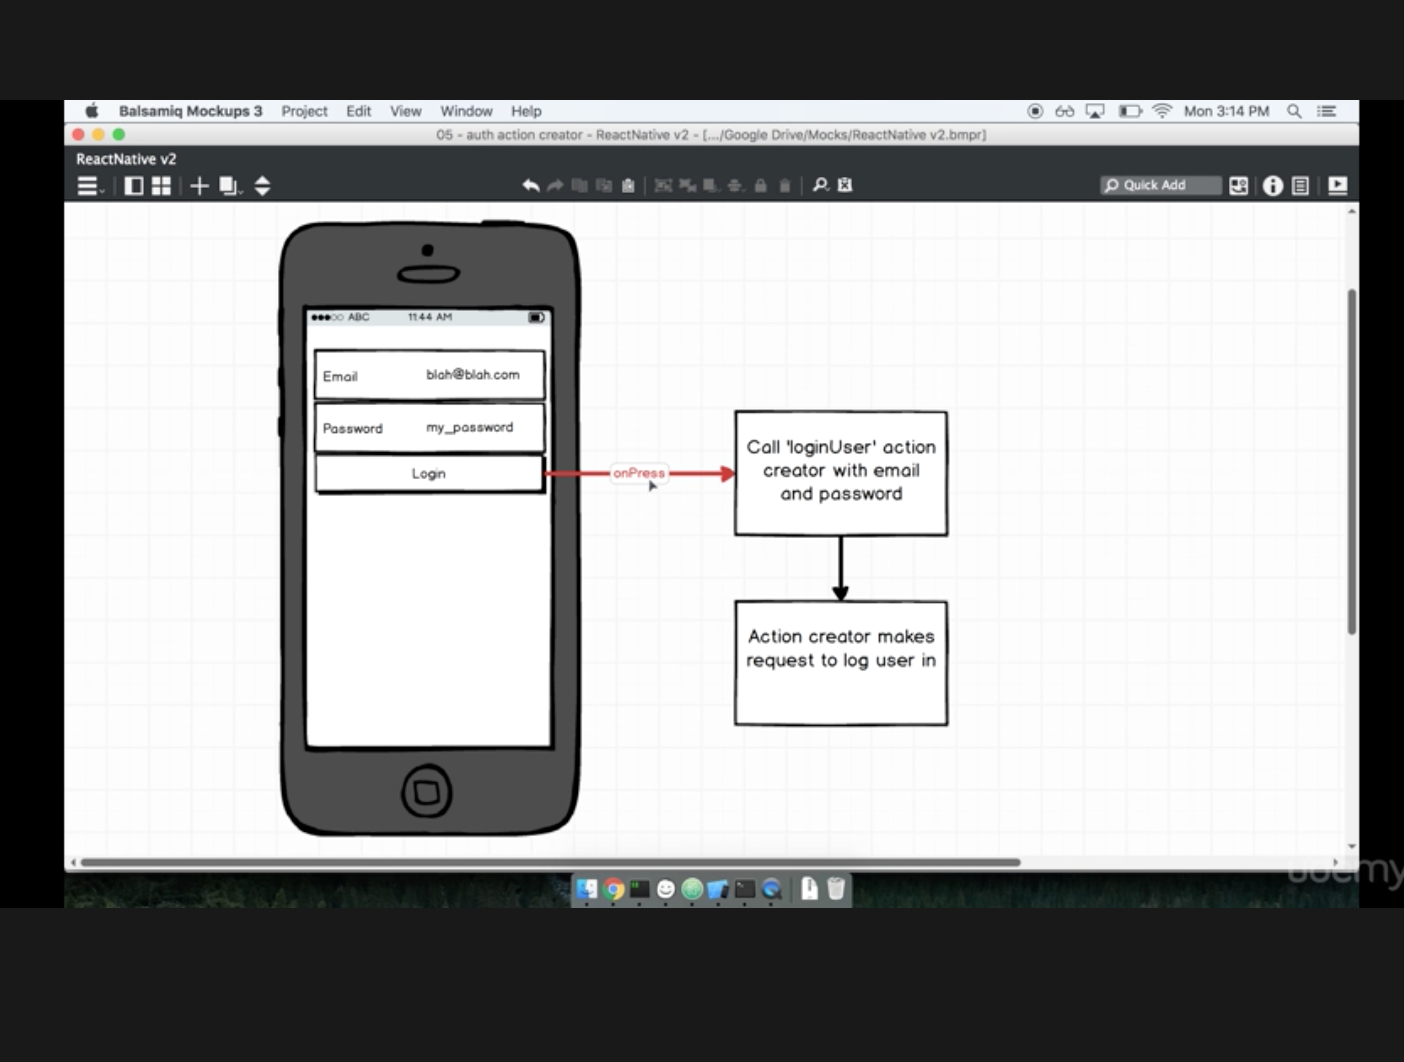 Balsamiq Mockups 3 Project Edit View Window Help Mon 3:14 PM
05 - auth action creator - ReactNative v2 - [.../Google Drive/Mocks/ReactNative v2.bmpr]
ReactNative v2
Quick Add
ABC 11:44 AM
Email blah@blah.com
Password my_password
Login
onPress
Call 'loginUser' action
creator with email
and password
Action creator makes
request to log user in
udemy